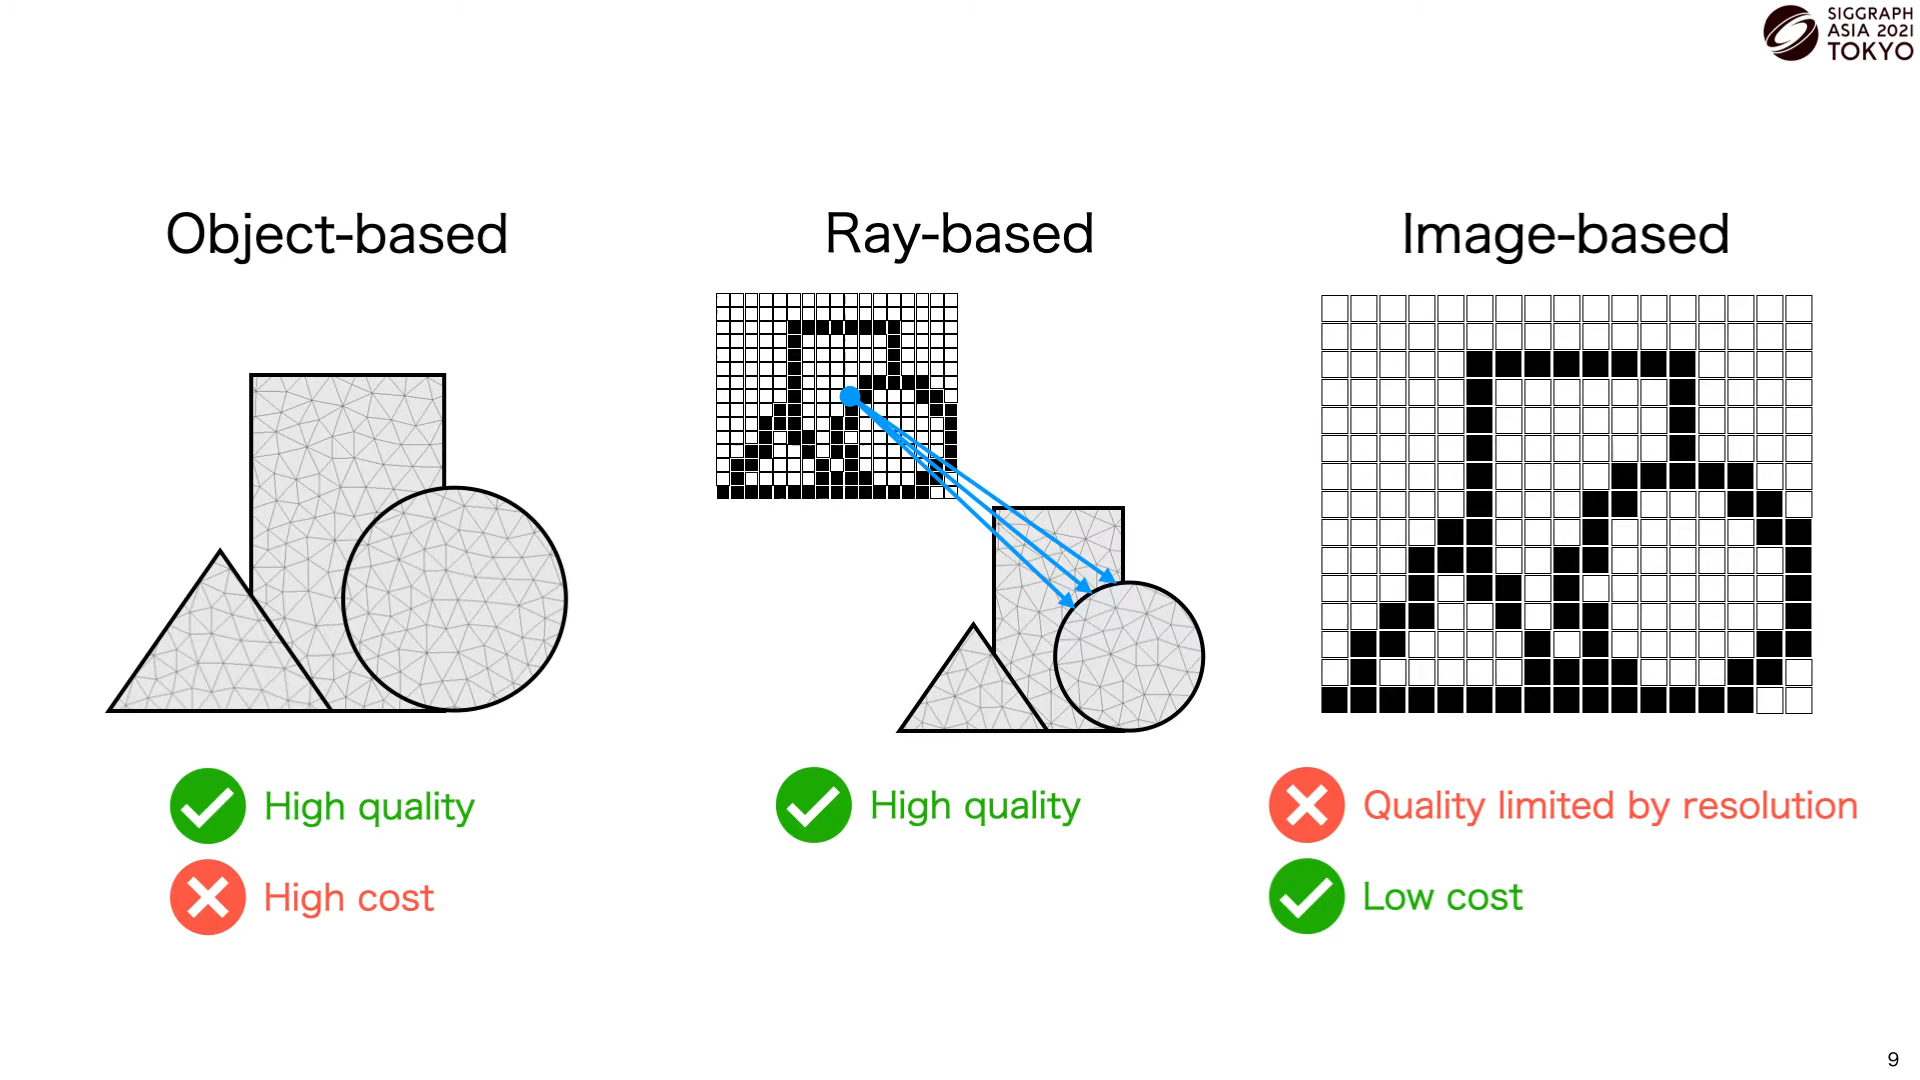 SIGGRAPH
ASIA 2021
TOKYO
Object-based
Ray-based
Image-based
High quality
High cost
High quality
Quality limited by resolution
Low cost
9